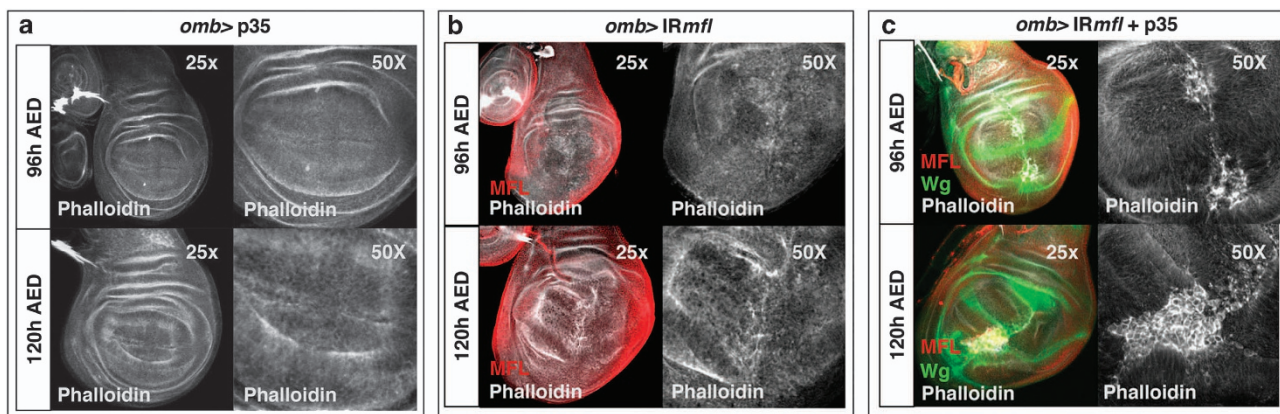 a
omb> p35
96h AED
25x
50X
Phalloidin
Phalloidin
120h AED
25x
50X
Phalloidin
Phalloidin
b
omb> IRmfl
96h AED
25x
50X
MFL
Phalloidin
Phalloidin
120h AED
25x
50X
MFL
Phalloidin
Phalloidin
c
omb> IRmfl + p35
96h AED
25x
50X
MFL
Wg
Phalloidin
Phalloidin
120h AED
25x
50X
MFL
Wg
Phalloidin
Phalloidin